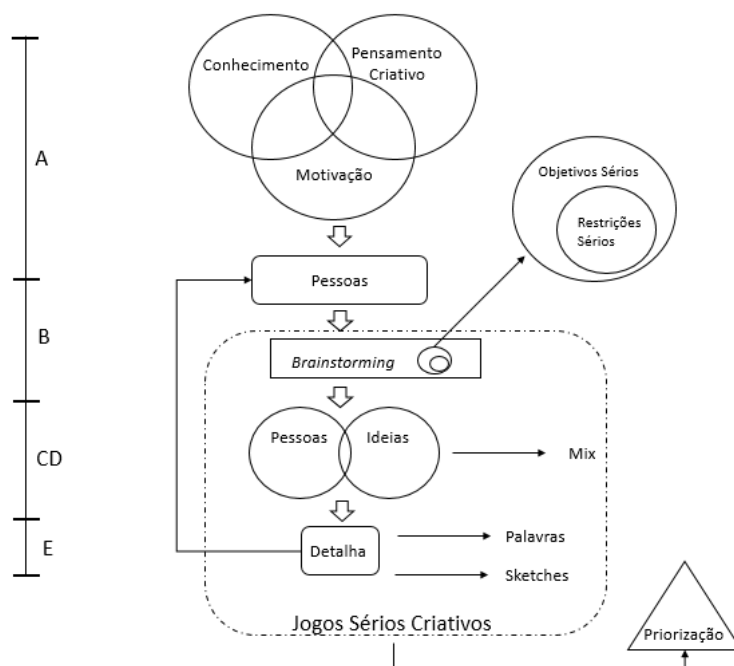 Conhecimento
Pensamento
Criativo
A
Motivação
Objetivos Sérios
Restrições
Sérios
Pessoas
B
Brainstorming
Pessoas
Ideias
CD
Mix
E
Detalha
Palavras
Sketches
Jogos Sérios Criativos
Priorização